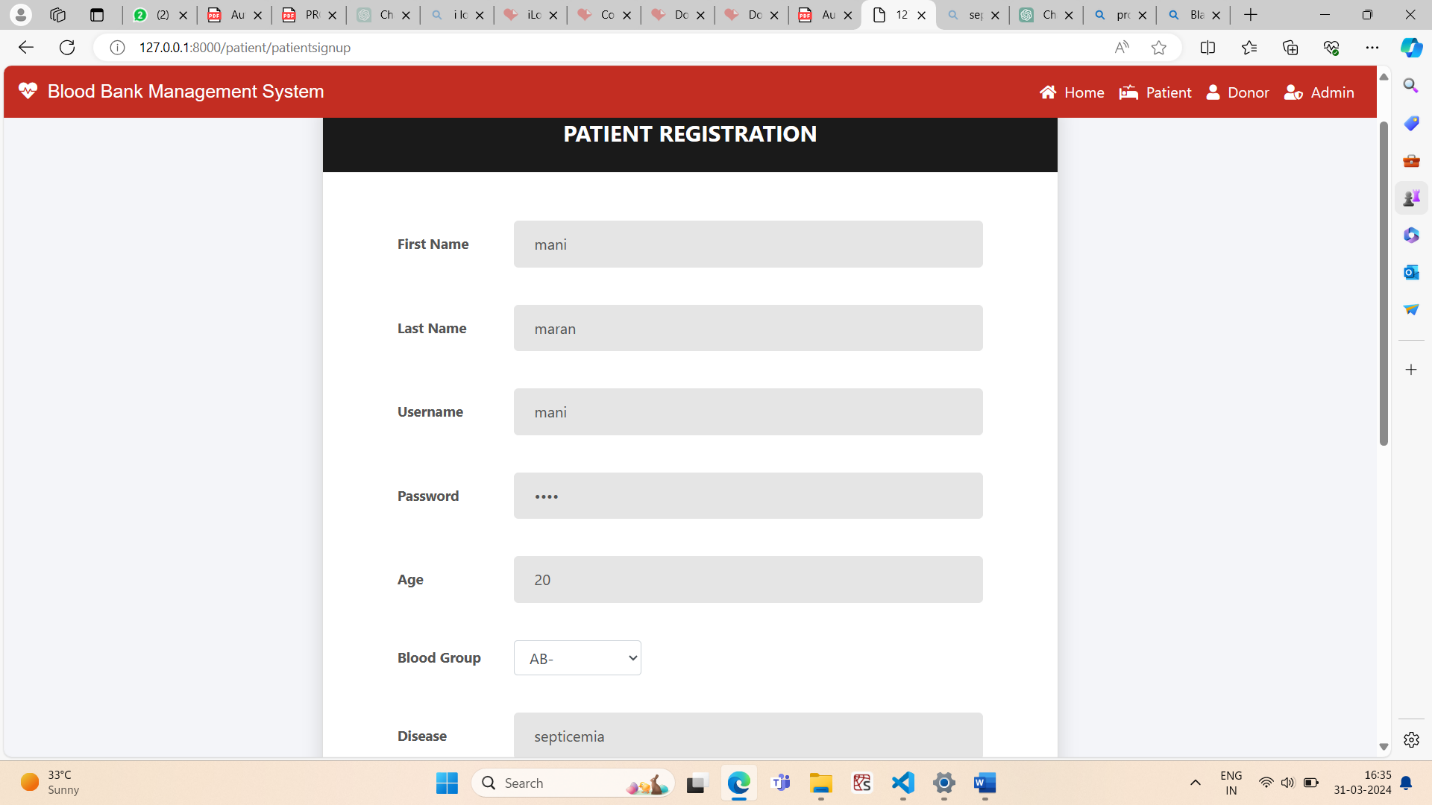 (2)
Au
PR
Ch
i lo
iLo
Co
Do
Do
Au
12
sep
Ch
pro
Bla
127.0.0.1:8000/patient/patientsignup
Blood Bank Management System
Home
Patient
Donor
Admin
PATIENT REGISTRATION
First Name
mani
Last Name
maran
Username
mani
Password
••••
Age
20
Blood Group
AB-
Disease
septicemia
33°C
Sunny
Search
ENG
IN
16:35
31-03-2024